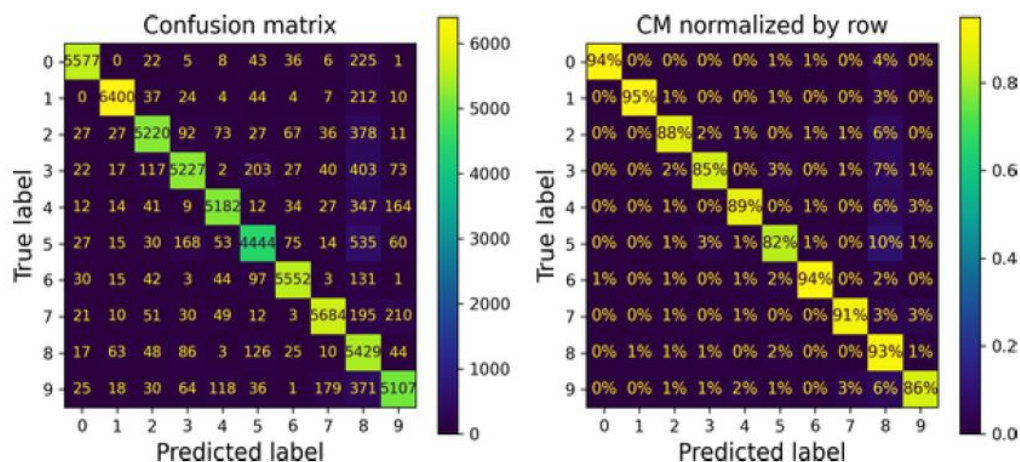 Confusion matrix
True label
0 5577 0 22 5 8 43 36 6 225 1
1 0 6400 37 24 4 44 4 7 212 10
2 27 27 5220 92 73 27 67 36 378 11
3 22 17 117 5227 2 203 27 40 403 73
4 12 14 41 9 5182 12 34 27 347 164
5 27 15 30 168 53 4444 75 14 535 60
6 30 15 42 3 44 97 5552 3 131 1
7 21 10 51 30 49 12 3 5684 195 210
8 17 63 48 86 3 126 25 10 5429 44
9 25 18 30 64 118 36 1 179 371 5107
0 1 2 3 4 5 6 7 8 9
Predicted label
6000
5000
4000
3000
2000
1000
0
CM normalized by row
True label
0 94% 0% 0% 0% 0% 1% 1% 0% 4% 0%
1 0% 95% 1% 0% 0% 1% 0% 0% 3% 0%
2 0% 0% 88% 2% 1% 0% 1% 1% 6% 0%
3 0% 0% 2% 85% 0% 3% 0% 1% 7% 1%
4 0% 0% 1% 0% 89% 0% 1% 0% 6% 3%
5 0% 0% 1% 3% 1% 82% 1% 0% 10% 1%
6 1% 0% 1% 0% 1% 2% 94% 0% 2% 0%
7 0% 0% 1% 0% 1% 0% 0% 91% 3% 3%
8 0% 1% 1% 1% 0% 2% 0% 0% 93% 1%
9 0% 0% 1% 1% 2% 1% 0% 3% 6% 86%
0 1 2 3 4 5 6 7 8 9
Predicted label
0.8
0.6
0.4
0.2
0.0